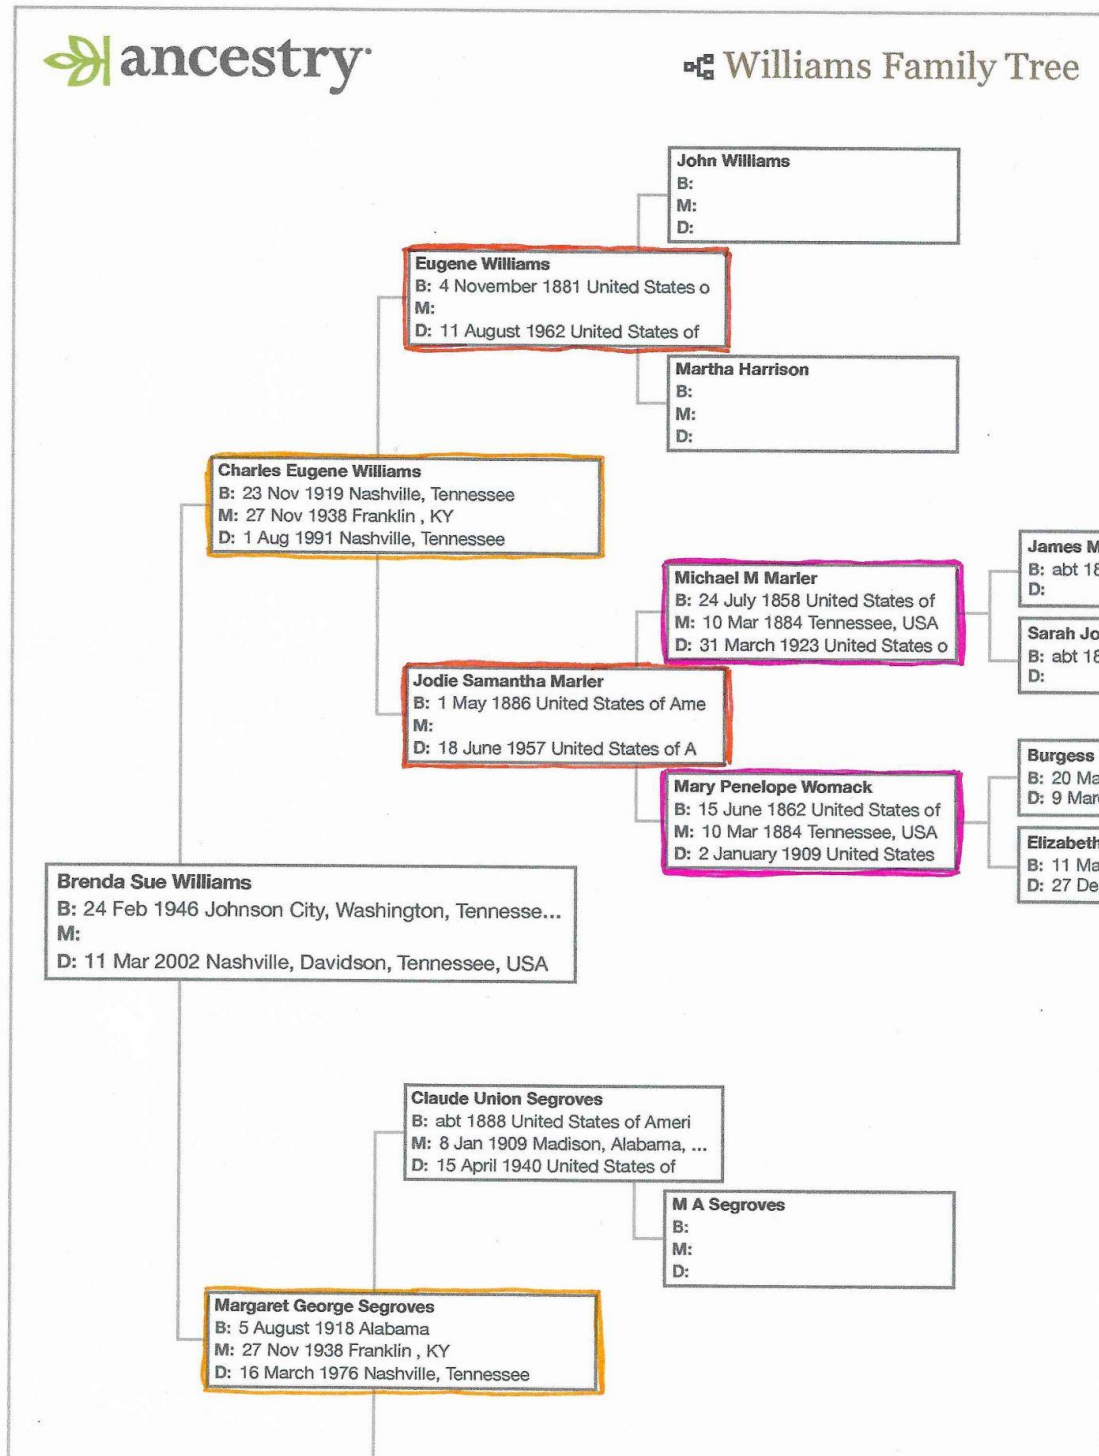 ancestry
Williams Family Tree
John Williams
B:
M:
D:
Eugene Williams
B: 4 November 1881 United States o
M:
D: 11 August 1962 United States of
Martha Harrison
B:
M:
D:
Charles Eugene Williams
B: 23 Nov 1919 Nashville, Tennessee
M: 27 Nov 1938 Franklin , KY
D: 1 Aug 1991 Nashville, Tennessee
James M
B: abt 18
D:
Michael M Marler
B: 24 July 1858 United States of
M: 10 Mar 1884 Tennessee, USA
D: 31 March 1923 United States o
Sarah Jo
B: abt 18
D:
Jodie Samantha Marler
B: 1 May 1886 United States of Ame
M:
D: 18 June 1957 United States of A
Burgess
B: 20 Ma
D: 9 Mar
Mary Penelope Womack
B: 15 June 1862 United States of
M: 10 Mar 1884 Tennessee, USA
D: 2 January 1909 United States
Elizabeth
B: 11 Ma
D: 27 De
Brenda Sue Williams
B: 24 Feb 1946 Johnson City, Washington, Tennesse...
M:
D: 11 Mar 2002 Nashville, Davidson, Tennessee, USA
Claude Union Segroves
B: abt 1888 United States of Ameri
M: 8 Jan 1909 Madison, Alabama, ...
D: 15 April 1940 United States of
M A Segroves
B:
M:
D:
Margaret George Segroves
B: 5 August 1918 Alabama
M: 27 Nov 1938 Franklin , KY
D: 16 March 1976 Nashville, Tennessee